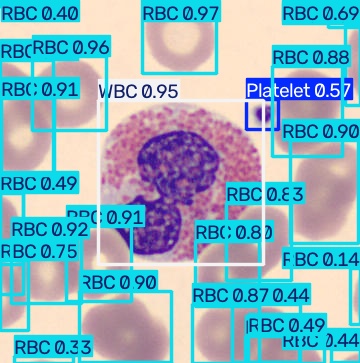 RBC 0.40
RBC 0.97
RBC 0.69
RBC 0.96
RBC 0.88
RBC 0.91
WBC 0.95
Platelet 0.57
RBC 0.90
RBC 0.49
RBC 0.83
RBC 0.91
RBC 0.92
RBC 0.80
RBC 0.75
RBC 0.14
RBC 0.90
RBC 0.87
0.44
RBC 0.49
RBC 0.33
0.44